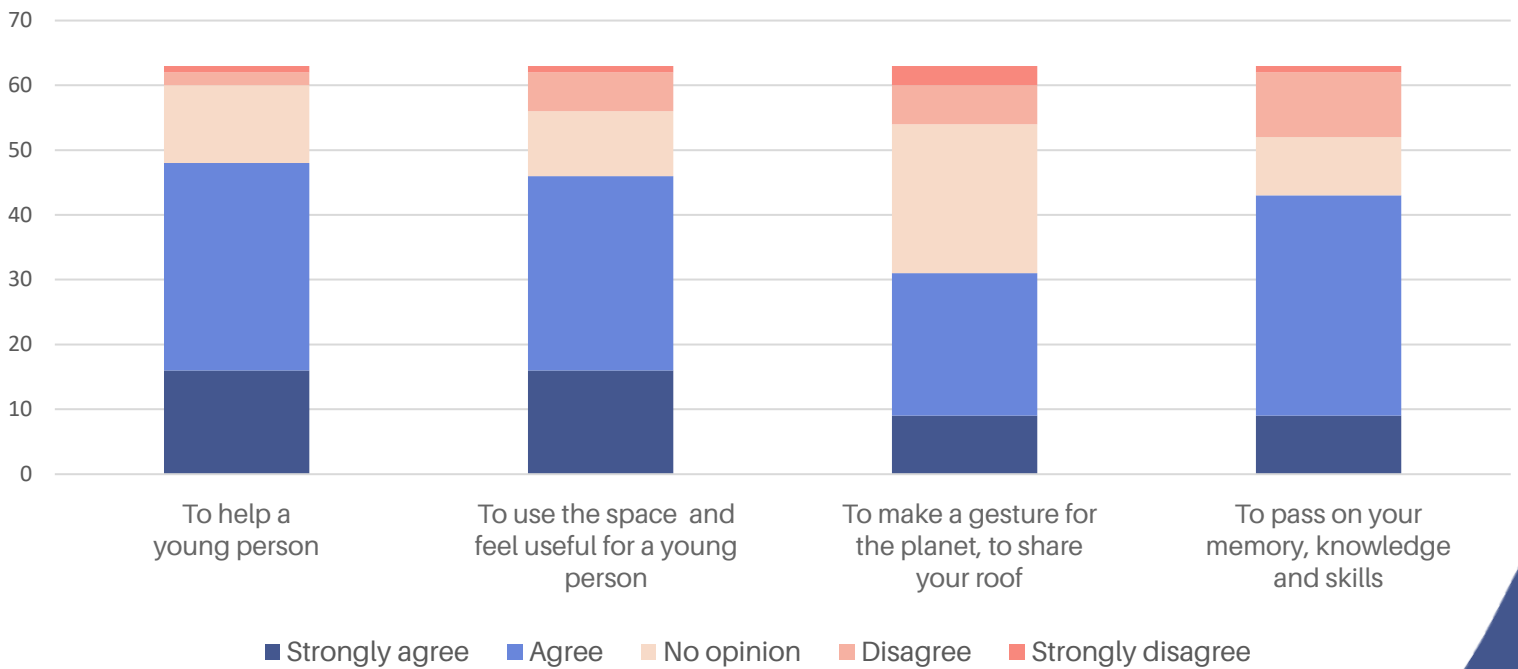 70
60
50
40
30
20
10
0
To help a
young person
To use the space and
feel useful for a young
person
To make a gesture for
the planet, to share
your roof
To pass on your
memory, knowledge
and skills
Strongly agree Agree No opinion Disagree Strongly disagree